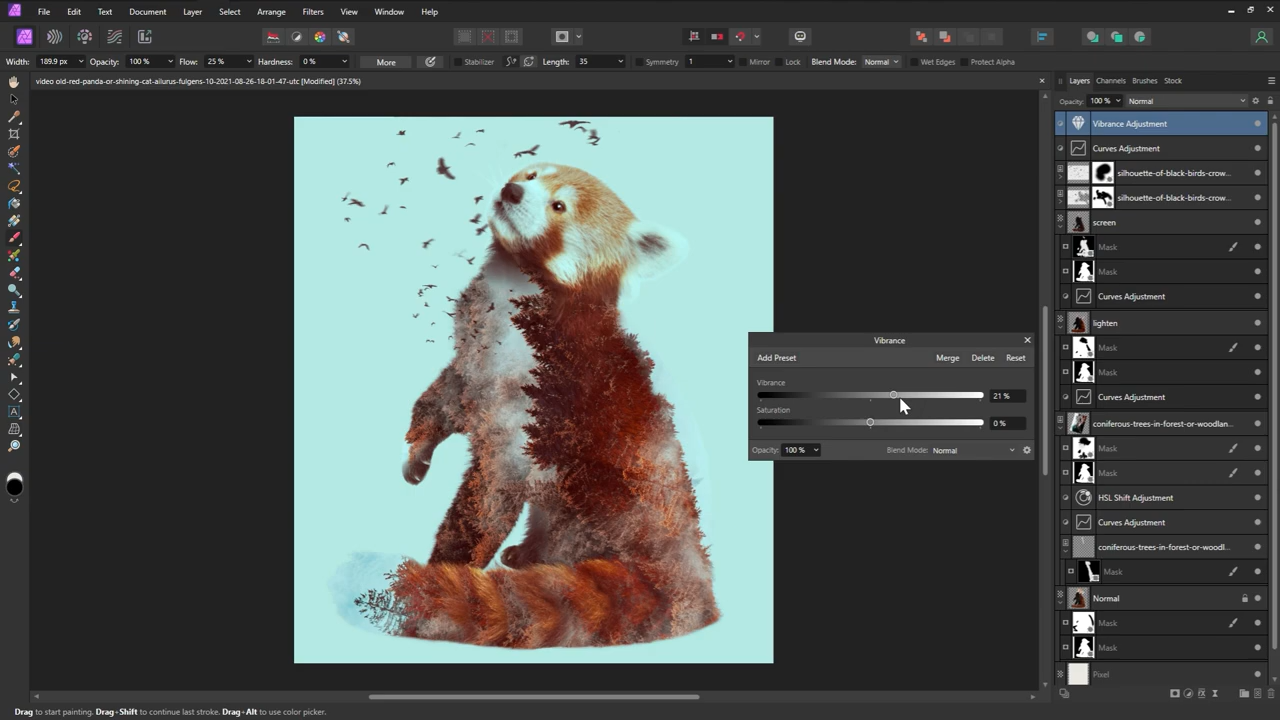 File Edit Text Document Layer Select Arrange Filters View Window Help
Width: 189.9 px Opacity: 100 % Flow: 25 % Hardness: 0 % More Stabilizer Length: 35 Symmetry 1 Mirror Lock Blend Mode: Normal Wet Edges Protect Alpha
video old-red-panda-or-shining-cat-ailurus-fulgens-10-2021-08-26-18-01-47-utc [Modified] (37.5%)
Layers Channels Brushes Stock
Opacity: 100 % Normal
Vibrance Adjustment
Curves Adjustment
silhouette-of-black-birds-crow...
silhouette-of-black-birds-crow...
screen
Mask
Mask
Curves Adjustment
lighten
Mask
Mask
Curves Adjustment
coniferous-trees-in-forest-or-woodlan...
Mask
Mask
HSL Shift Adjustment
Curves Adjustment
coniferous-trees-in-forest-or-woodl...
Mask
Normal
Mask
Mask
Pixel
Vibrance
Add Preset Merge Delete Reset
Vibrance
21 %
Saturation
0 %
Opacity: 100 % Blend Mode: Normal
Drag to start painting. Drag+Shift to continue last stroke. Drag+Alt to use color picker.